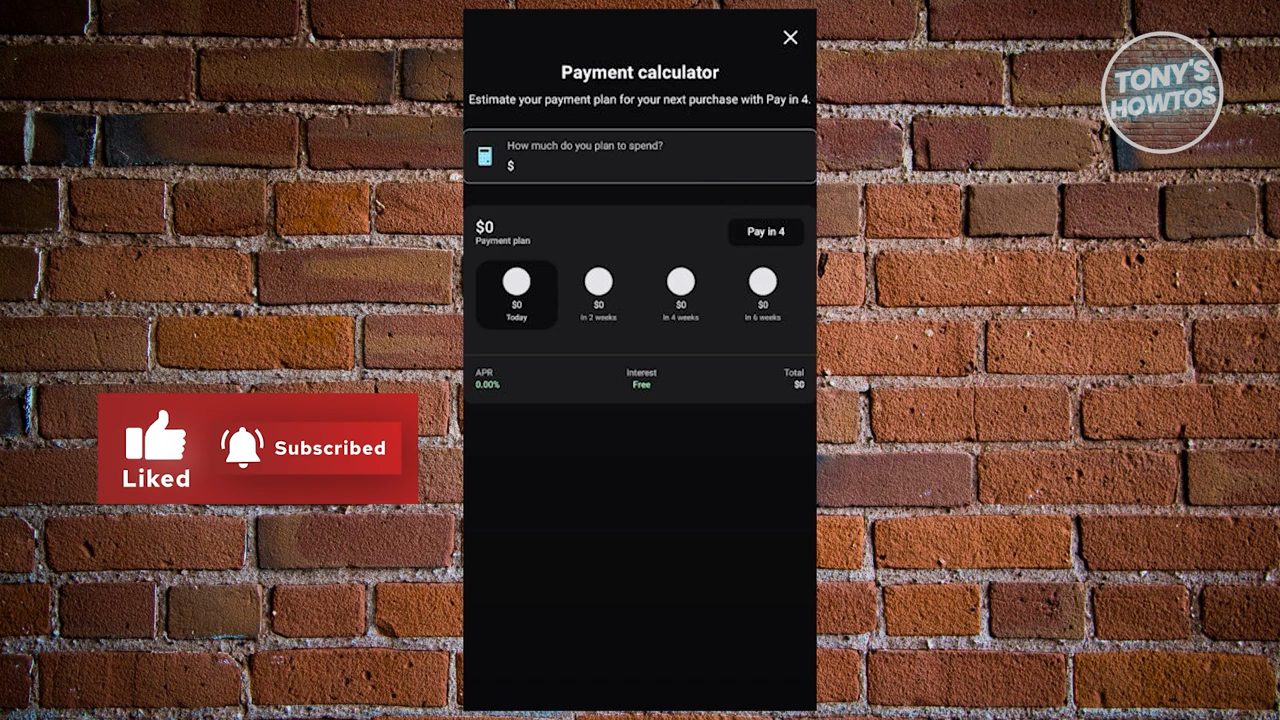 TONY'S
HOWTOS
Payment calculator
Estimate your payment plan for your next purchase with Pay in 4.
How much do you plan to spend?
$
$0
Payment plan
Pay in 4
$0 $0 $0 $0
Today In 2 weeks In 4 weeks In 6 weeks
APR Interest Total
0.00% Free $0
Liked
Subscribed